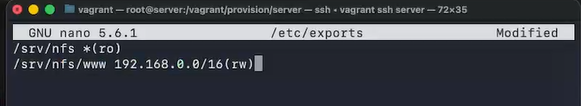 vagrant — root@server:/vagrant/provision/server — ssh • vagrant ssh server — 72×35
GNU nano 5.6.1 /etc/exports Modified
/srv/nfs *(ro)
/srv/nfs/www 192.168.0.0/16(rw)